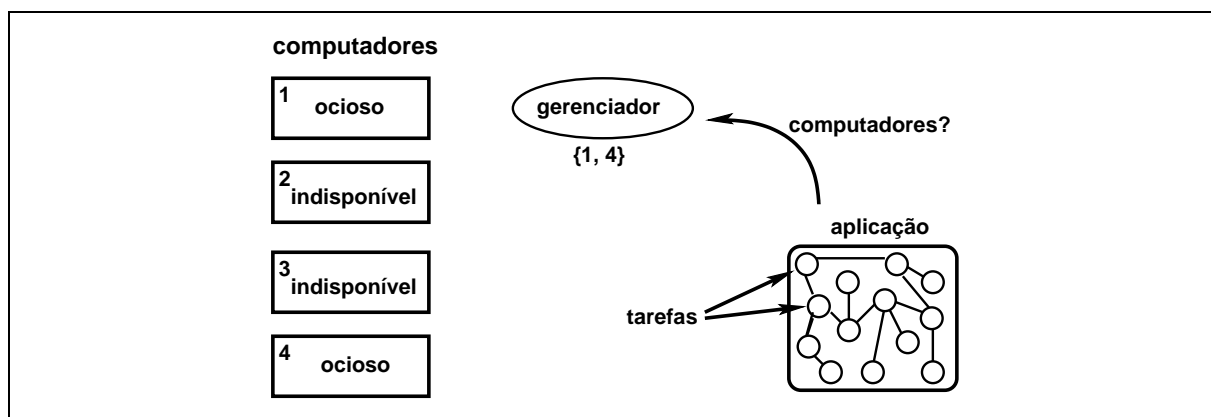 computadores
1
ocioso
gerenciador
computadores?
{1, 4}
2
indisponível
aplicação
3
indisponível
tarefas
4
ocioso